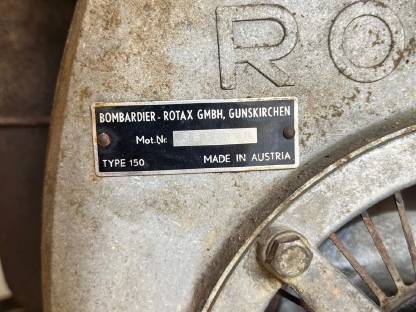 RO
BOMBARDIER - ROTAX GMBH, GUNSKIRCHEN
Mot.Nr.
TYPE 150 MADE IN AUSTRIA